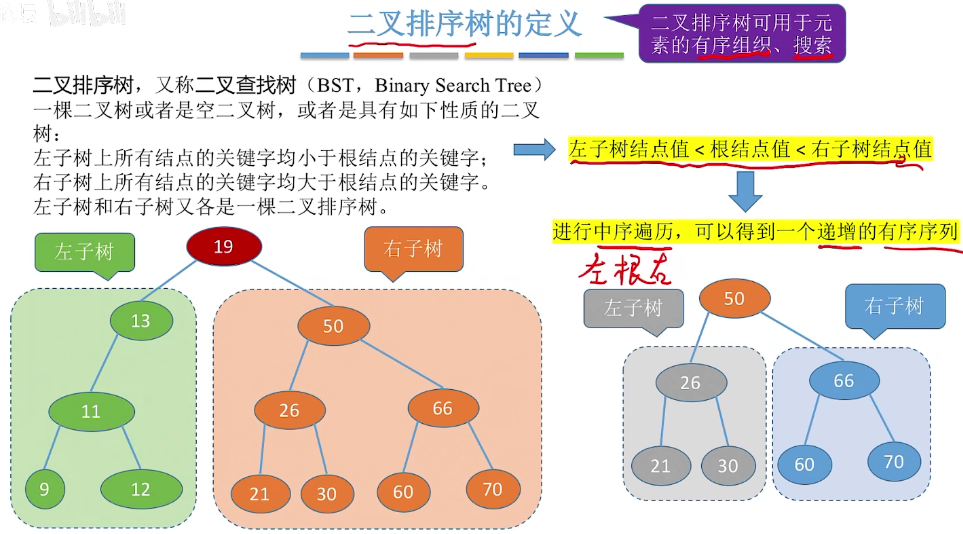 bilibili
二叉排序树的定义
二叉排序树可用于元
素的有序组织、搜索
二叉排序树，又称二叉查找树（BST，Binary Search Tree）
一棵二叉树或者是空二叉树，或者是具有如下性质的二叉
树：
左子树上所有结点的关键字均小于根结点的关键字；
右子树上所有结点的关键字均大于根结点的关键字。
左子树和右子树又各是一棵二叉排序树。
左子树结点值 < 根结点值 < 右子树结点值
进行中序遍历，可以得到一个递增的有序序列
左根右
左子树
19
右子树
13
50
11
26
66
9
12
21
30
60
70
左子树
50
右子树
26
66
21
30
60
70